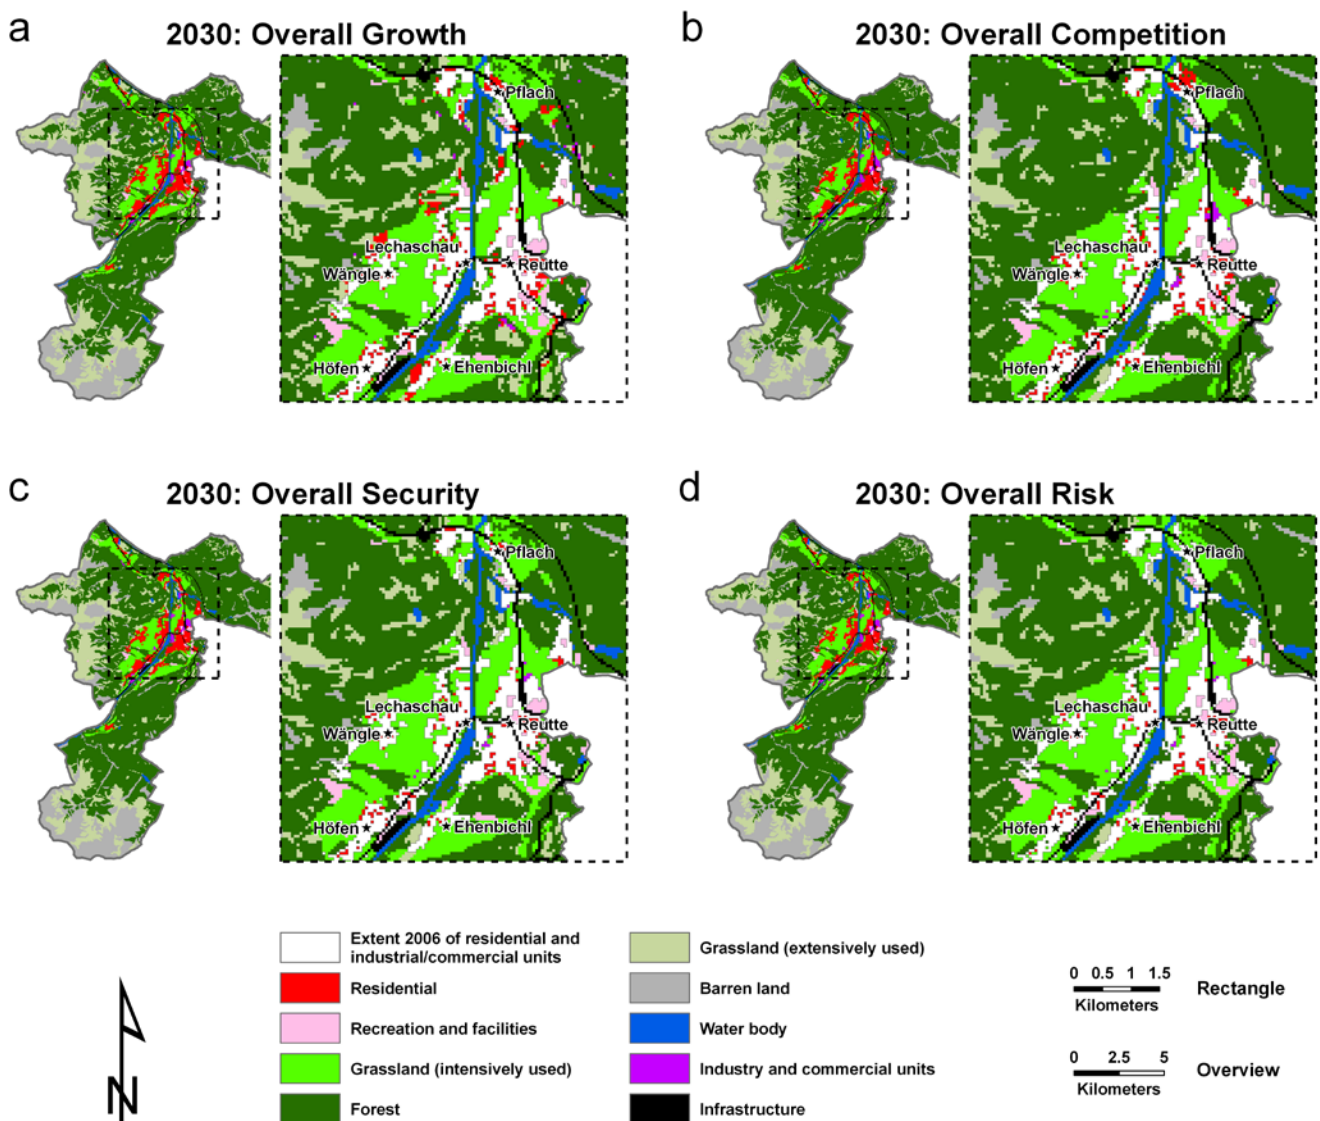 a
2030: Overall Growth
Pflach
Lechaschau
Wängle
Reutte
Höfen
Ehenbichl
b
2030: Overall Competition
Pflach
Lechaschau
Wängle
Reutte
Höfen
Ehenbichl
c
2030: Overall Security
Pflach
Lechaschau
Wängle
Reutte
Höfen
Ehenbichl
d
2030: Overall Risk
Pflach
Lechaschau
Wängle
Reutte
Höfen
Ehenbichl
N
Extent 2006 of residential and
industrial/commercial units
Residential
Recreation and facilities
Grassland (intensively used)
Forest
Grassland (extensively used)
Barren land
Water body
Industry and commercial units
Infrastructure
0 0.5 1 1.5
Kilometers
Rectangle
0 2.5 5
Kilometers
Overview